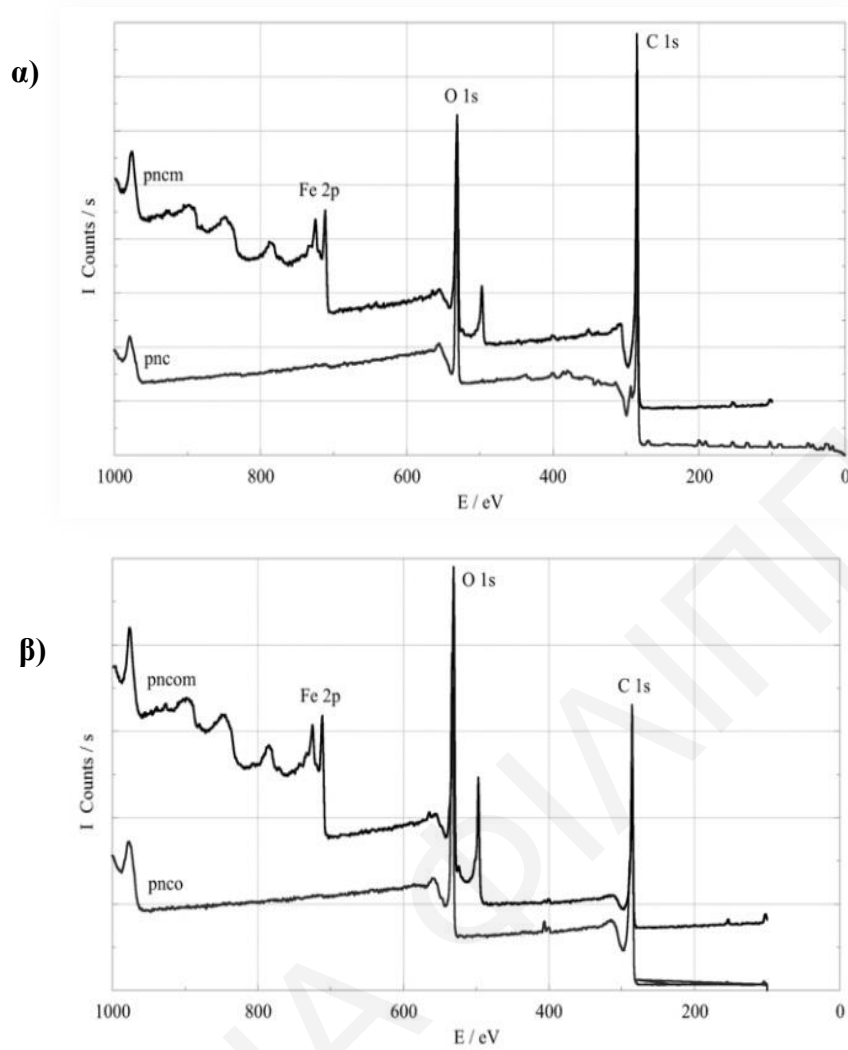 α)
C 1s
O 1s
pncm
Fe 2p
I Counts / s
pnc
1000 800 600 400 200 0
E / eV
β)
O 1s
pncom
C 1s
Fe 2p
I Counts / s
pnco
1000 800 600 400 200 0
E / eV